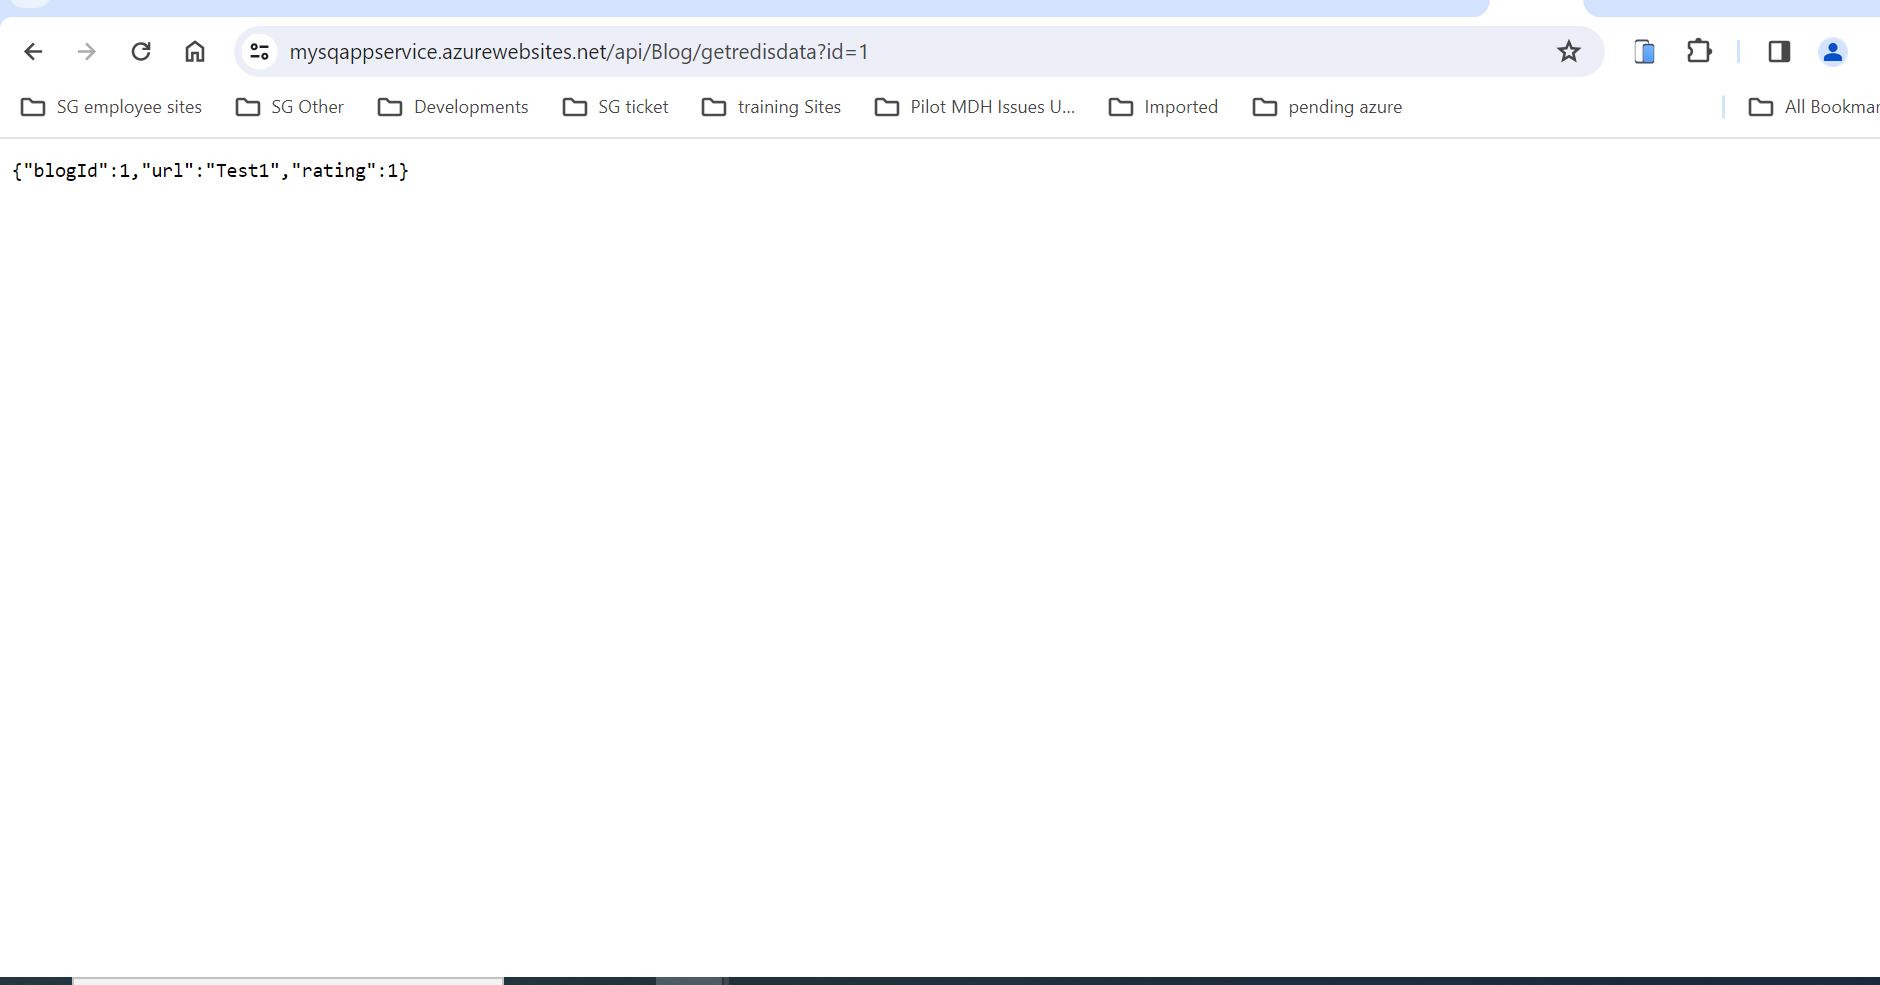 mysqappservice.azurewebsites.net/api/Blog/getredisdata?id=1
SG employee sites SG Other Developments SG ticket training Sites Pilot MDH Issues U... Imported pending azure All Bookmar
{"blogId":1,"url":"Test1","rating":1}